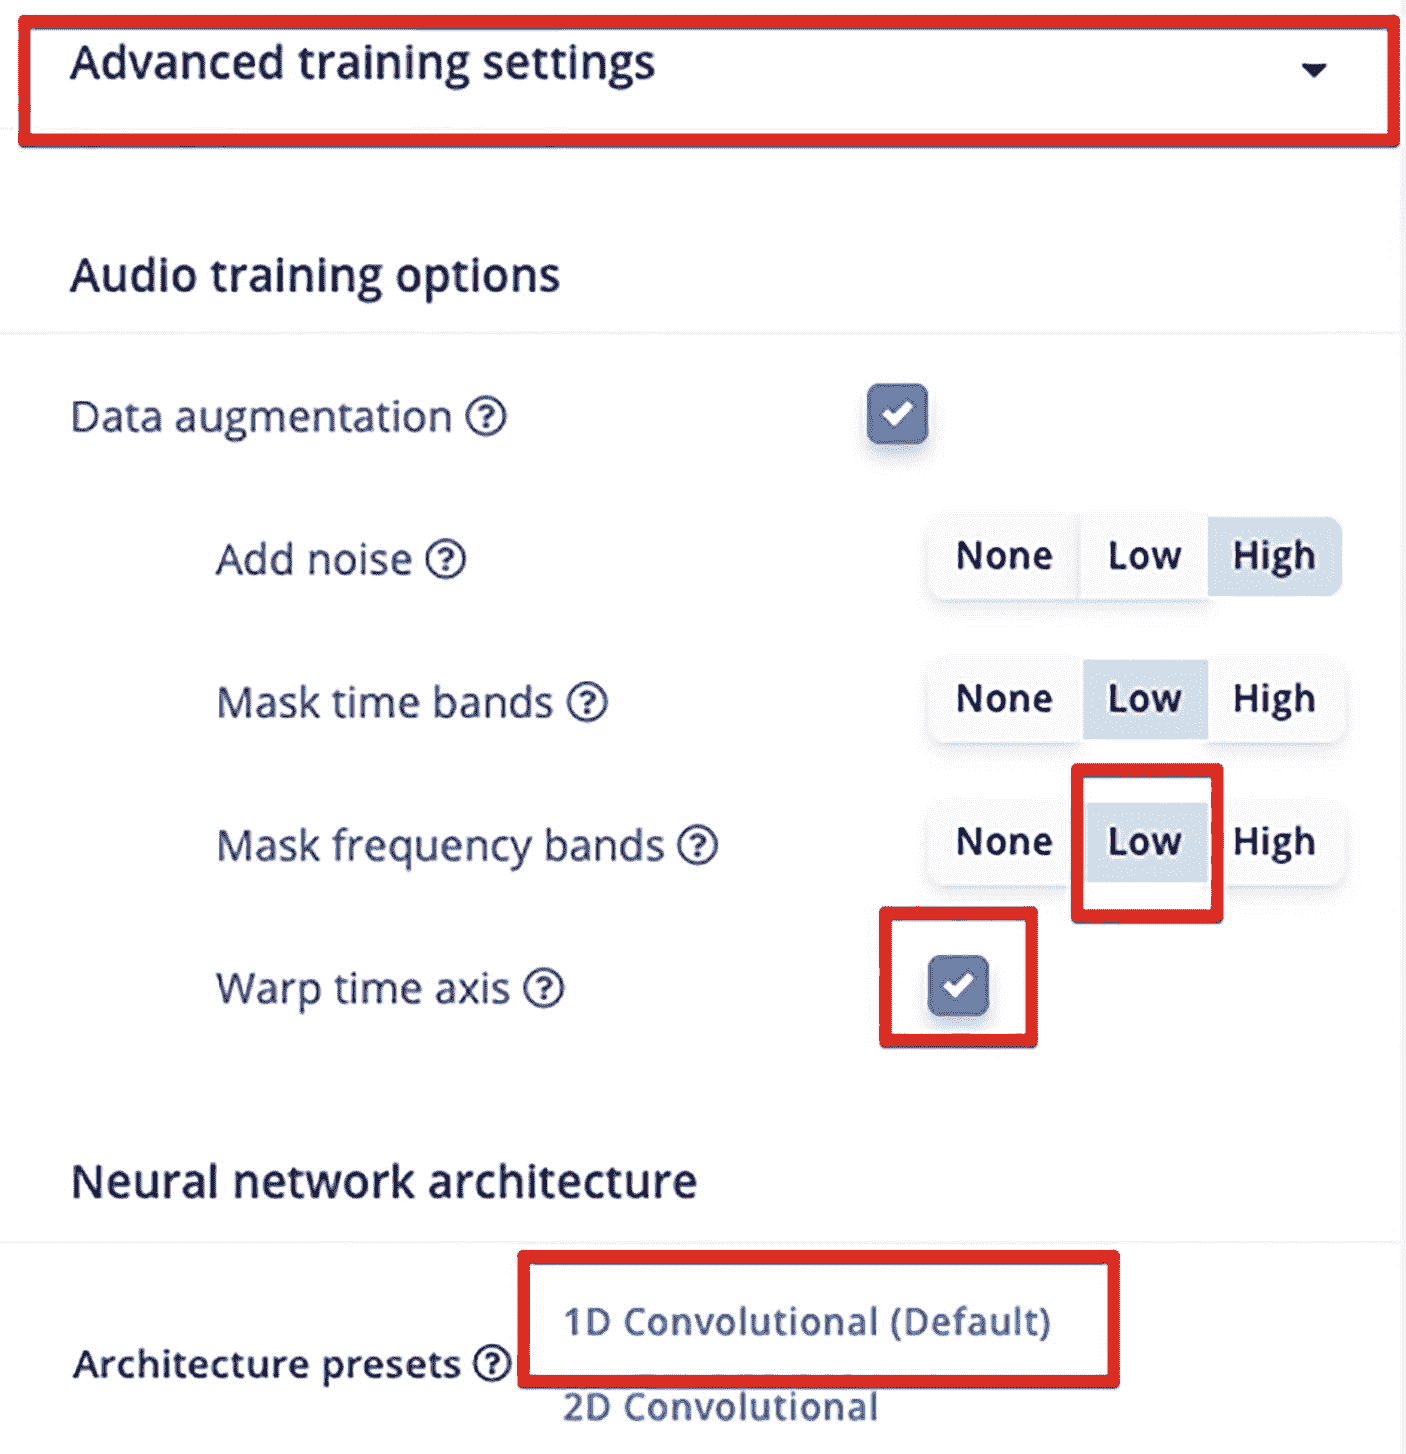 Advanced training settings
Audio training options
Data augmentation ?
Add noise ? None Low High
Mask time bands ? None Low High
Mask frequency bands ? None Low High
Warp time axis ?
Neural network architecture
1D Convolutional (Default)
Architecture presets ?
2D Convolutional